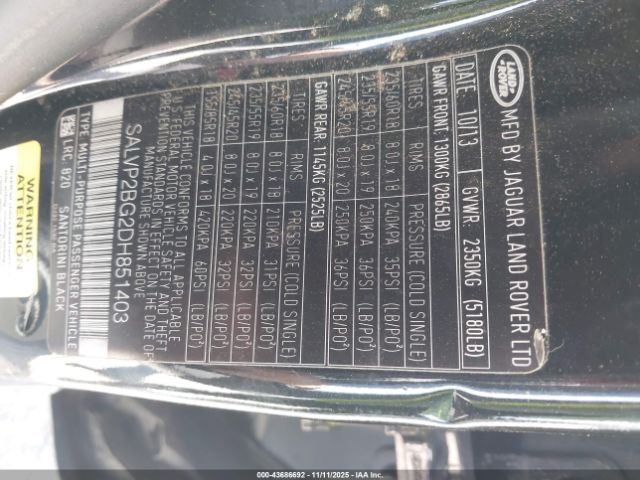 LAND
ROVER
MFD BY JAGUAR LAND ROVER LTD
DATE: 10/13 GVWR: 2350KG (5180LB)
GAWR FRONT: 1300KG (2865LB)
TIRES RIMS PRESSURE (COLD SINGLE)
235/60R18 8.0J x 18 240KPA 35PSI (LB/PO²)
235/55R19 8.0J x 19 250KPA 36PSI (LB/PO²)
245/45R20 8.0J x 20 250KPA 36PSI (LB/PO²)
GAWR REAR: 1145KG (2525LB)
TIRES RIMS PRESSURE (COLD SINGLE)
235/60R18 8.0J x 18 210KPA 31PSI (LB/PO²)
235/55R19 8.0J x 19 220KPA 32PSI (LB/PO²)
245/45R20 8.0J x 20 220KPA 32PSI (LB/PO²)
155/85R18 4.0J x 18 420KPA 60PSI (LB/PO²)
THIS VEHICLE CONFORMS TO ALL APPLICABLE
U.S. FEDERAL MOTOR VEHICLE SAFETY AND THEFT
PREVENTION STANDARDS IN EFFECT ON THE DATE OF
MANUFACTURE SHOWN ABOVE
SALVP2BG2DH851403
TYPE: MULTI-PURPOSE PASSENGER VEHICLE
LRC. 820 SANTORINI BLACK
WARNING
ATTENTION
000-43686692 - 11/11/2025 - IAAI.COM